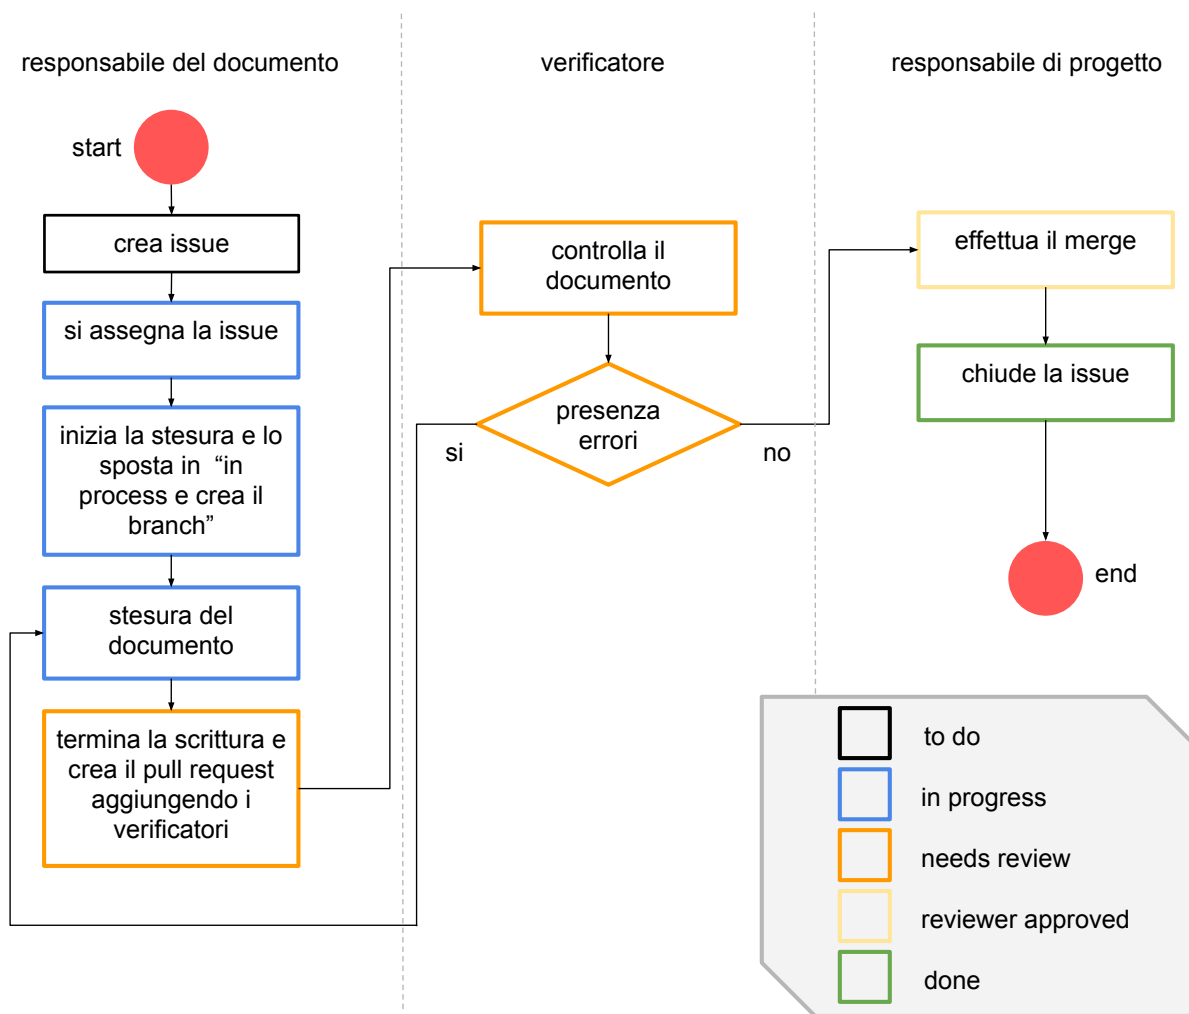 responsabile del documento
verificatore
responsabile di progetto
start
crea issue
si assegna la issue
inizia la stesura e lo
sposta in “in
process e crea il
branch”
stesura del
documento
termina la scrittura e
crea il pull request
aggiungendo i
verificatori
controlla il
documento
presenza
errori
si
no
effettua il merge
chiude la issue
end
to do
in progress
needs review
reviewer approved
done